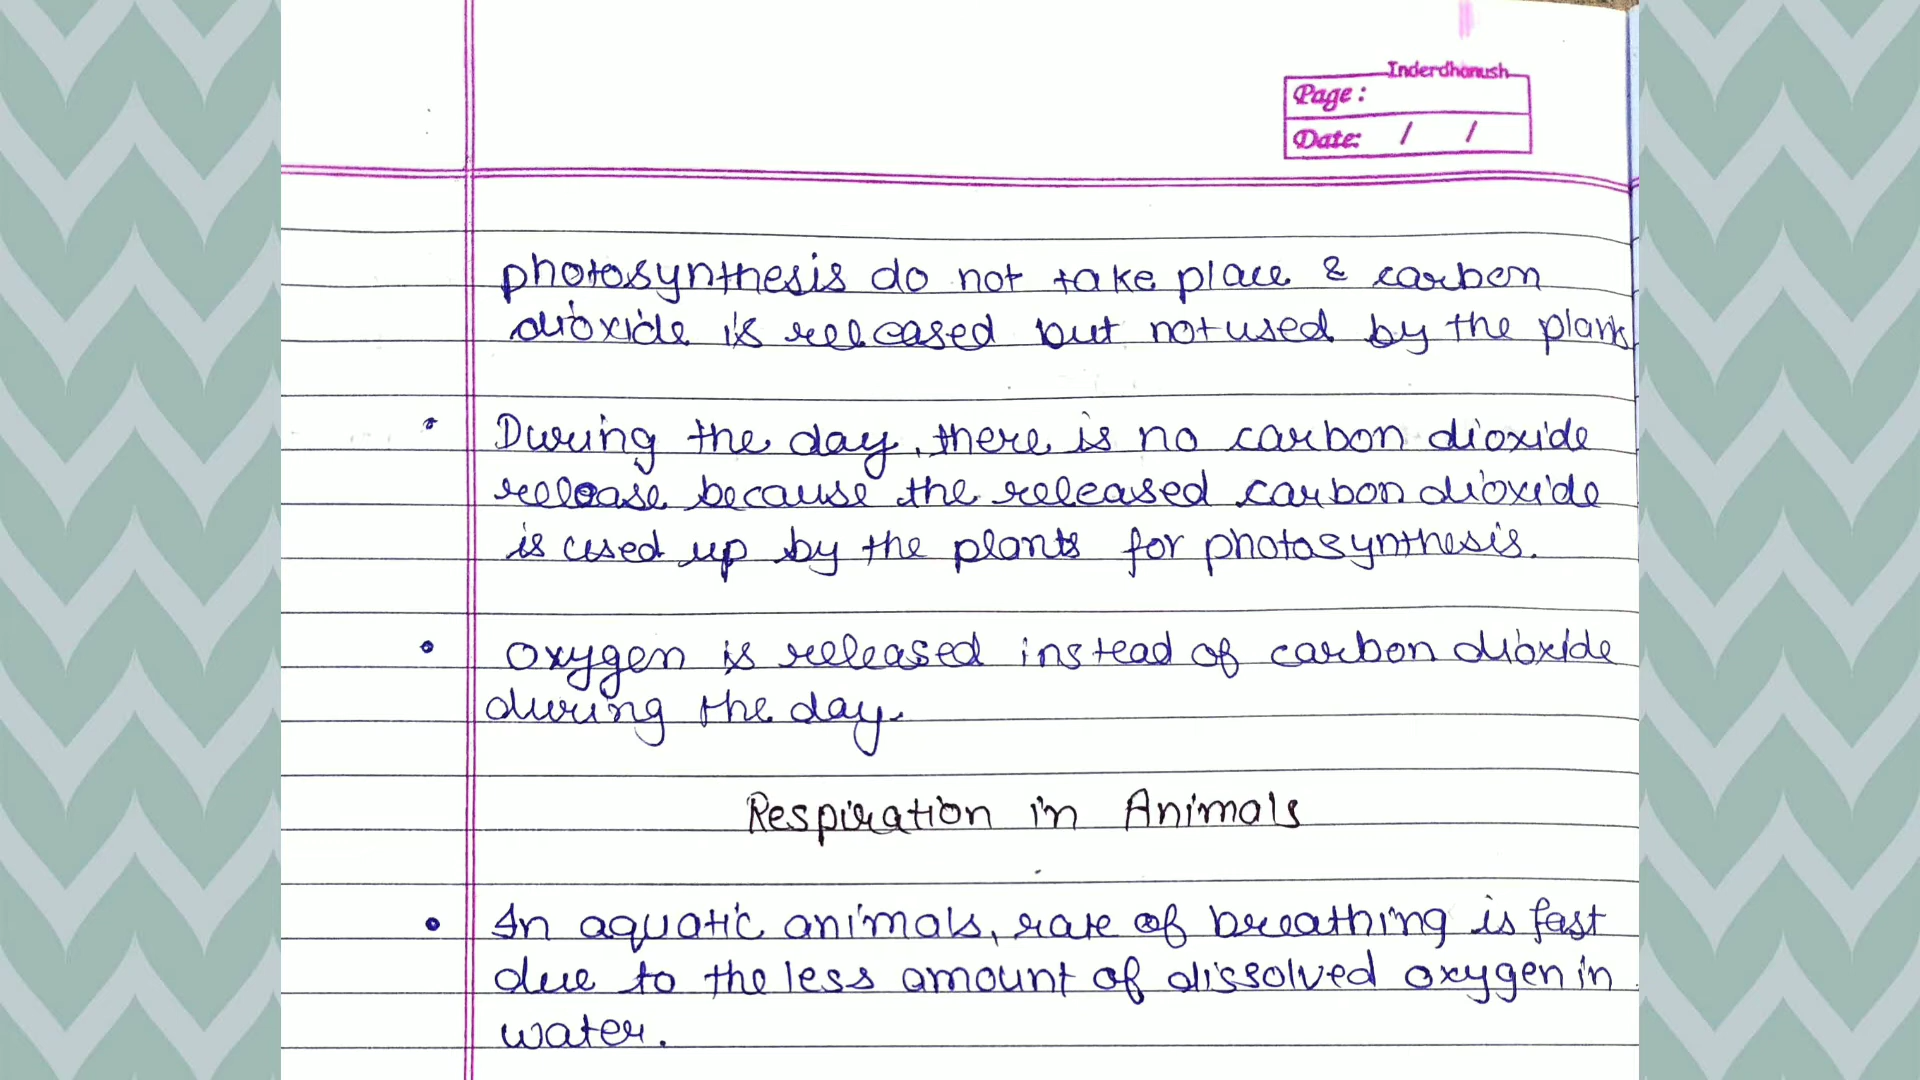 Inderdhanush
Page:
Date: / /
photosynthesis do not take place & carbon
dioxide is released but not used by the plants
During the day, there is no carbon dioxide
release because the released carbon dioxide
is used up by the plants for photosynthesis.
• oxygen is released instead of carbon dioxide
during the day.
Respiration in Animals
• In aquatic animals, rate of breathing is fast
due to the less amount of dissolved oxygen in
water.